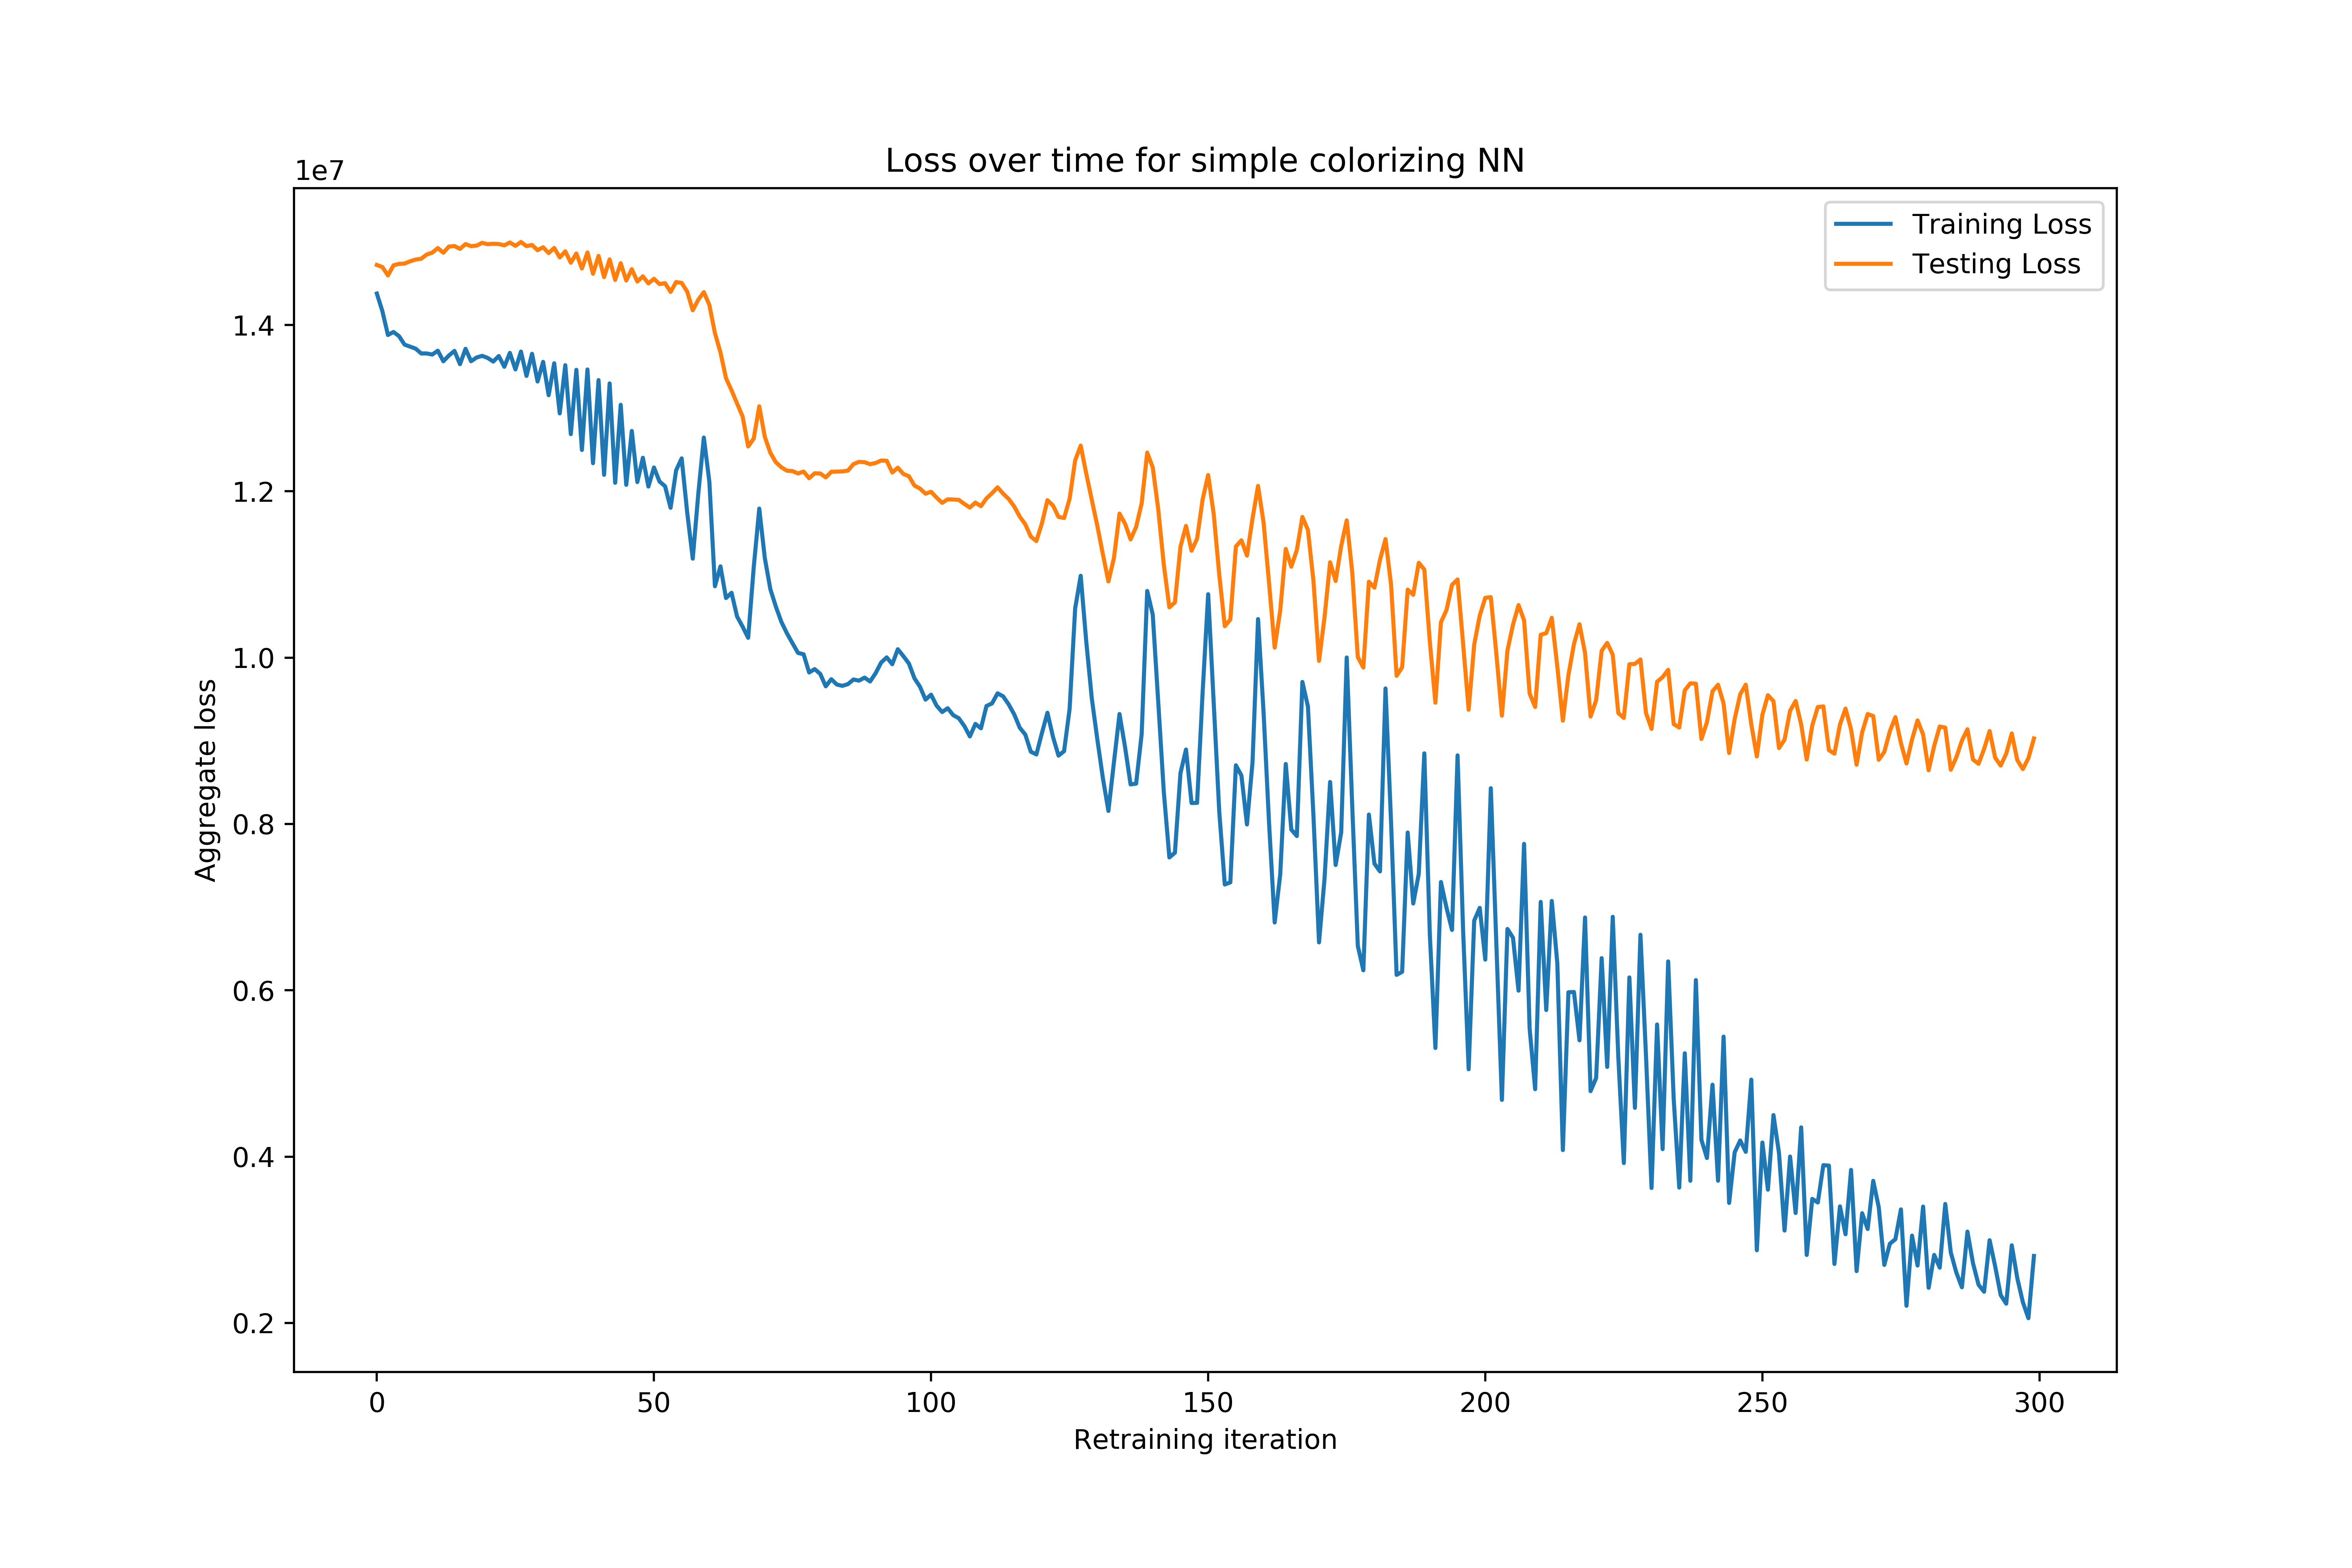 Loss over time for simple colorizing NN
1e7
Training Loss
Testing Loss
1.4
1.2
1.0
0.8
0.6
0.4
0.2
Aggregate loss
0 50 100 150 200 250 300
Retraining iteration